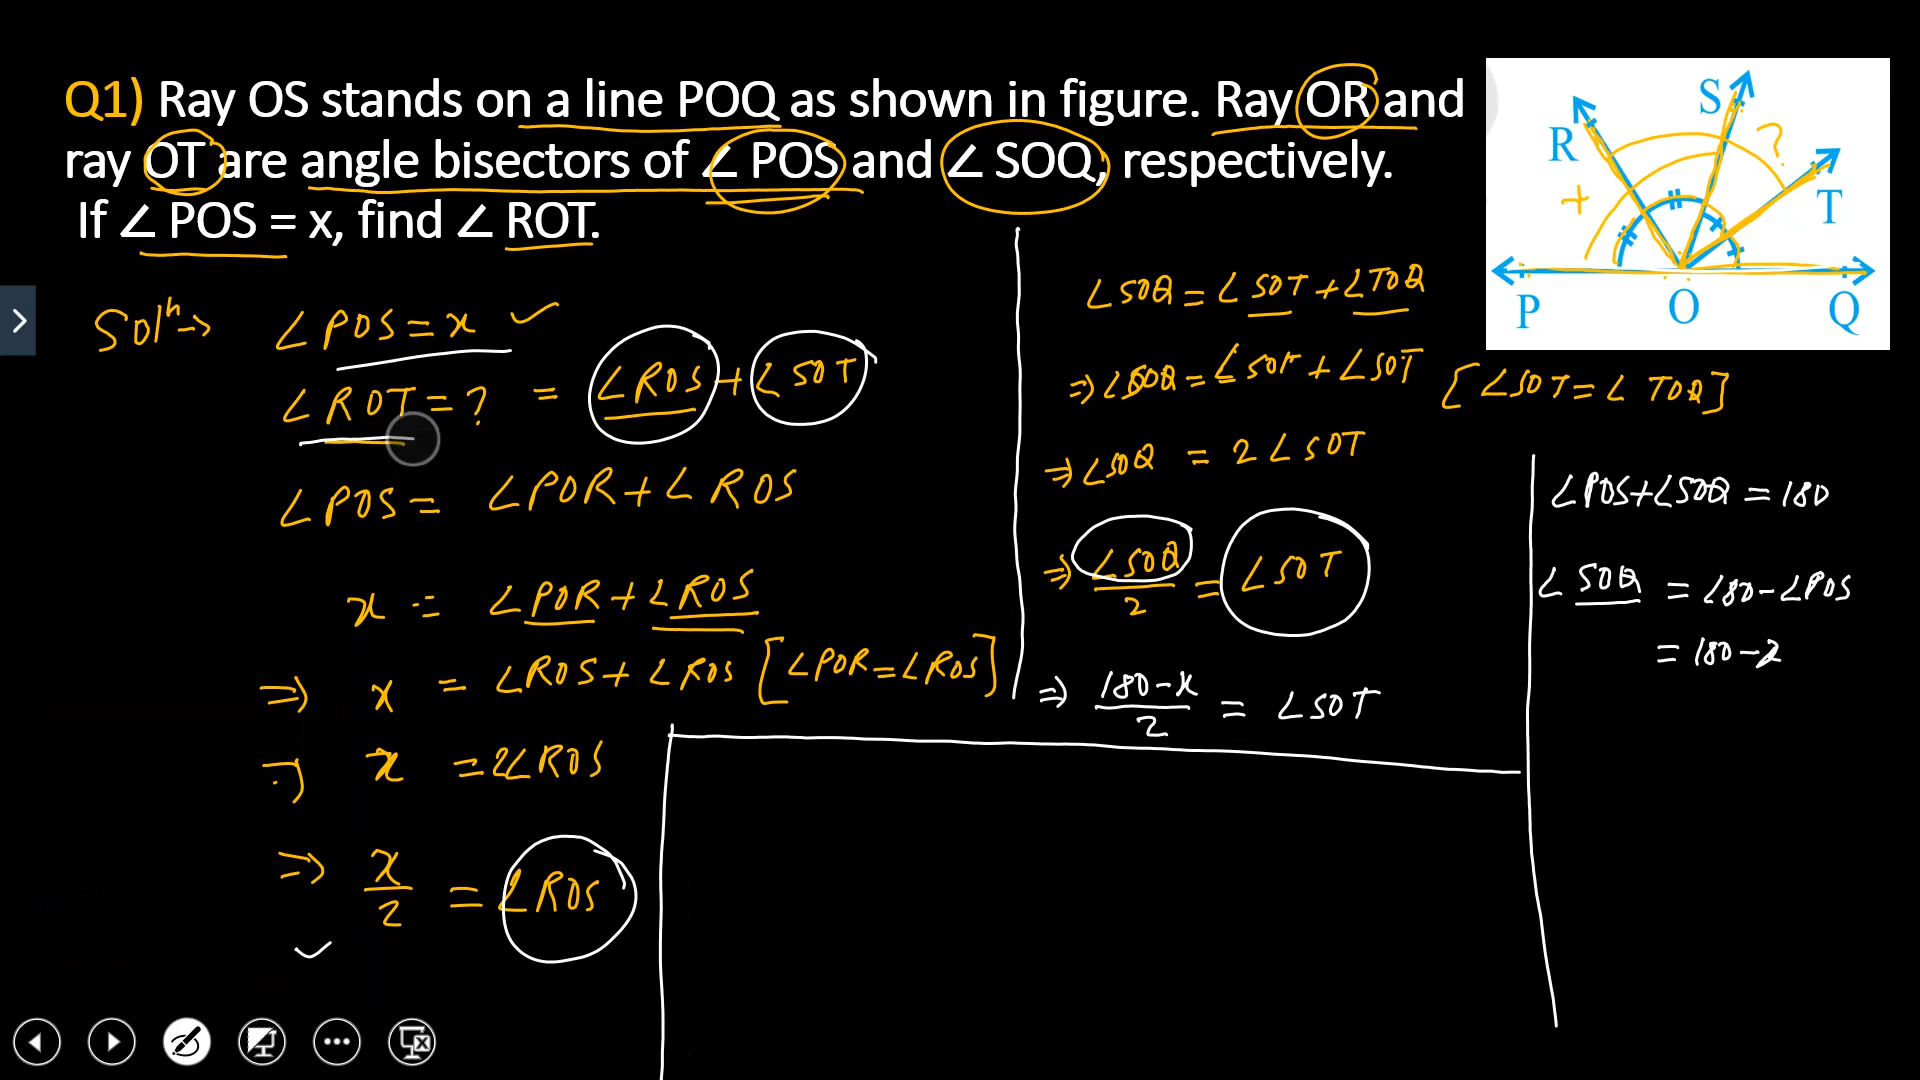 Q1) Ray OS stands on a line POQ as shown in figure. Ray OR and
ray OT are angle bisectors of ∠ POS and ∠ SOQ, respectively.
If ∠ POS = x, find ∠ ROT.
Solⁿ→ ∠POS = x ✓
∠ROT = ? = ∠ROS + ∠SOT
∠POS = ∠POR + ∠ROS
x = ∠POR + ∠ROS
⇒ x = ∠ROS + ∠ROS [∠POR = ∠ROS]
⇒ x = 2∠ROS
⇒ x/2 = ∠ROS
✓
∠SOQ = ∠SOT + ∠TOQ
⇒ ∠SOQ = ∠SOT + ∠SOT [∠SOT = ∠TOQ]
⇒ ∠SOQ = 2∠SOT
⇒ ∠SOQ/2 = ∠SOT
⇒ 180-x/2 = ∠SOT
∠POS + ∠SOQ = 180
∠SOQ = 180 - ∠POS
= 180 - x
S
?
R
+
T
P
O
Q